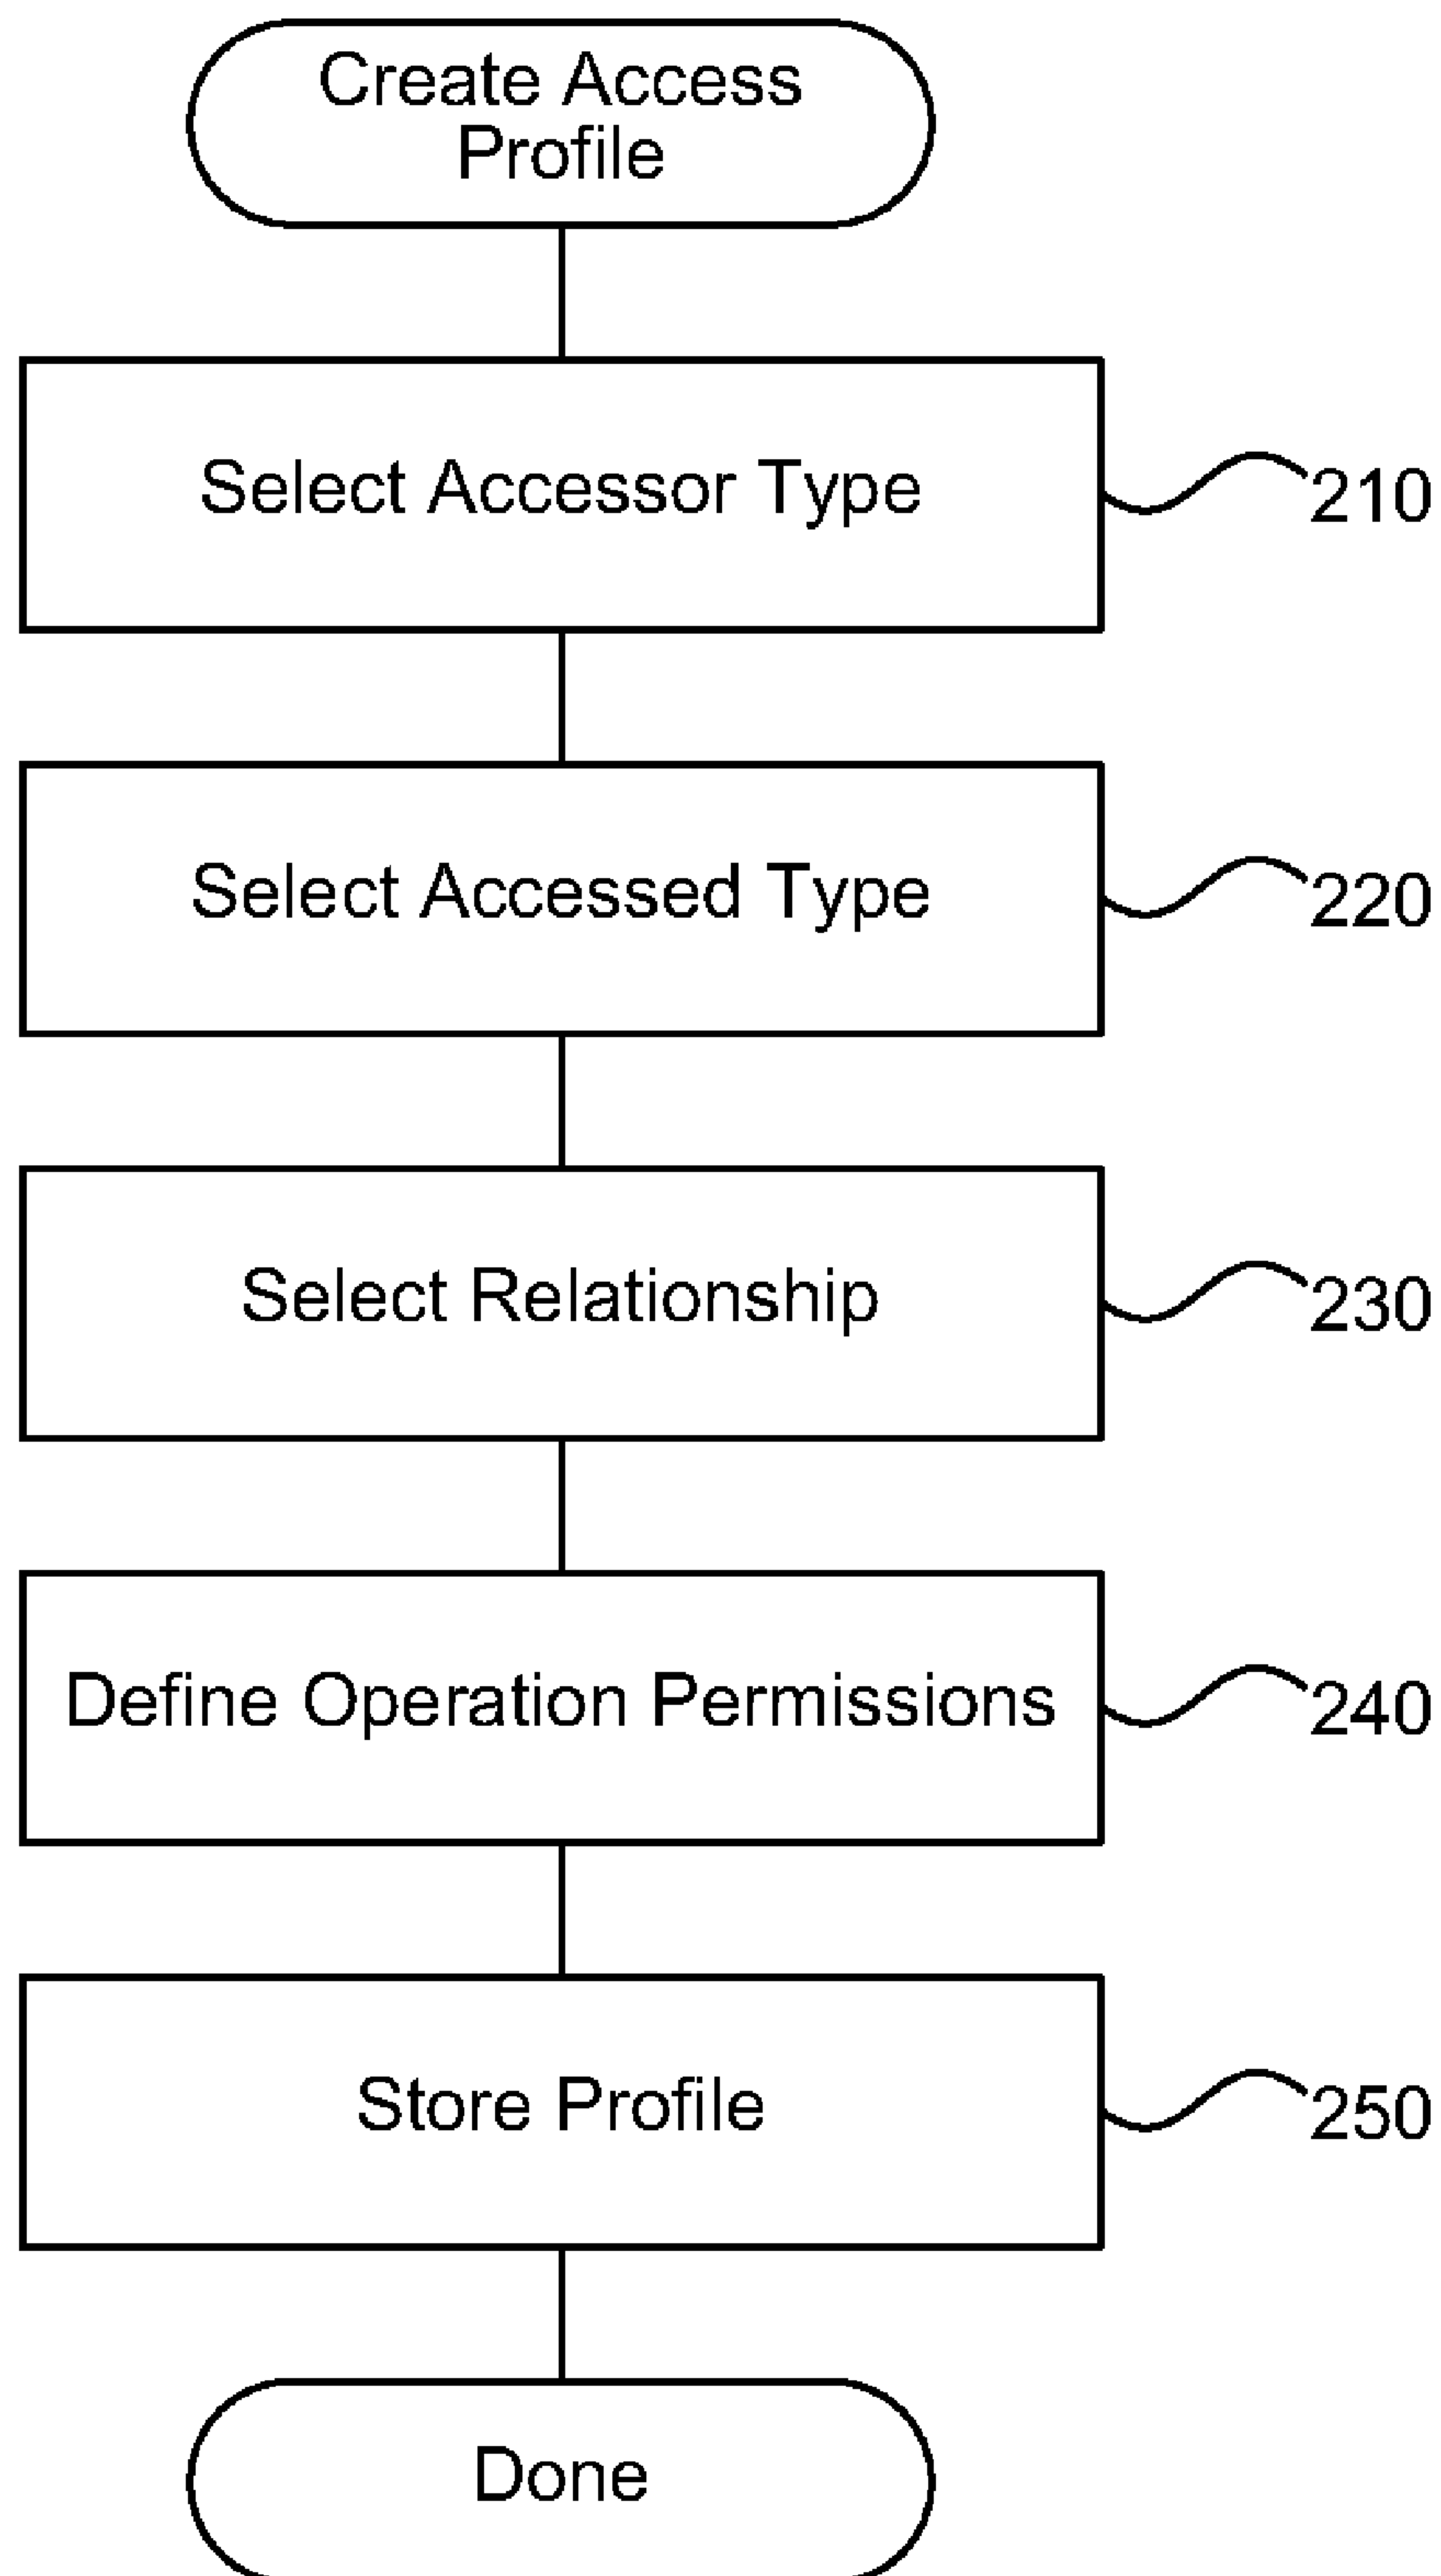 Create Access
Profile
Select Accessor Type
210
Select Accessed Type
220
Select Relationship
230
Define Operation Permissions
240
Store Profile
250
Done